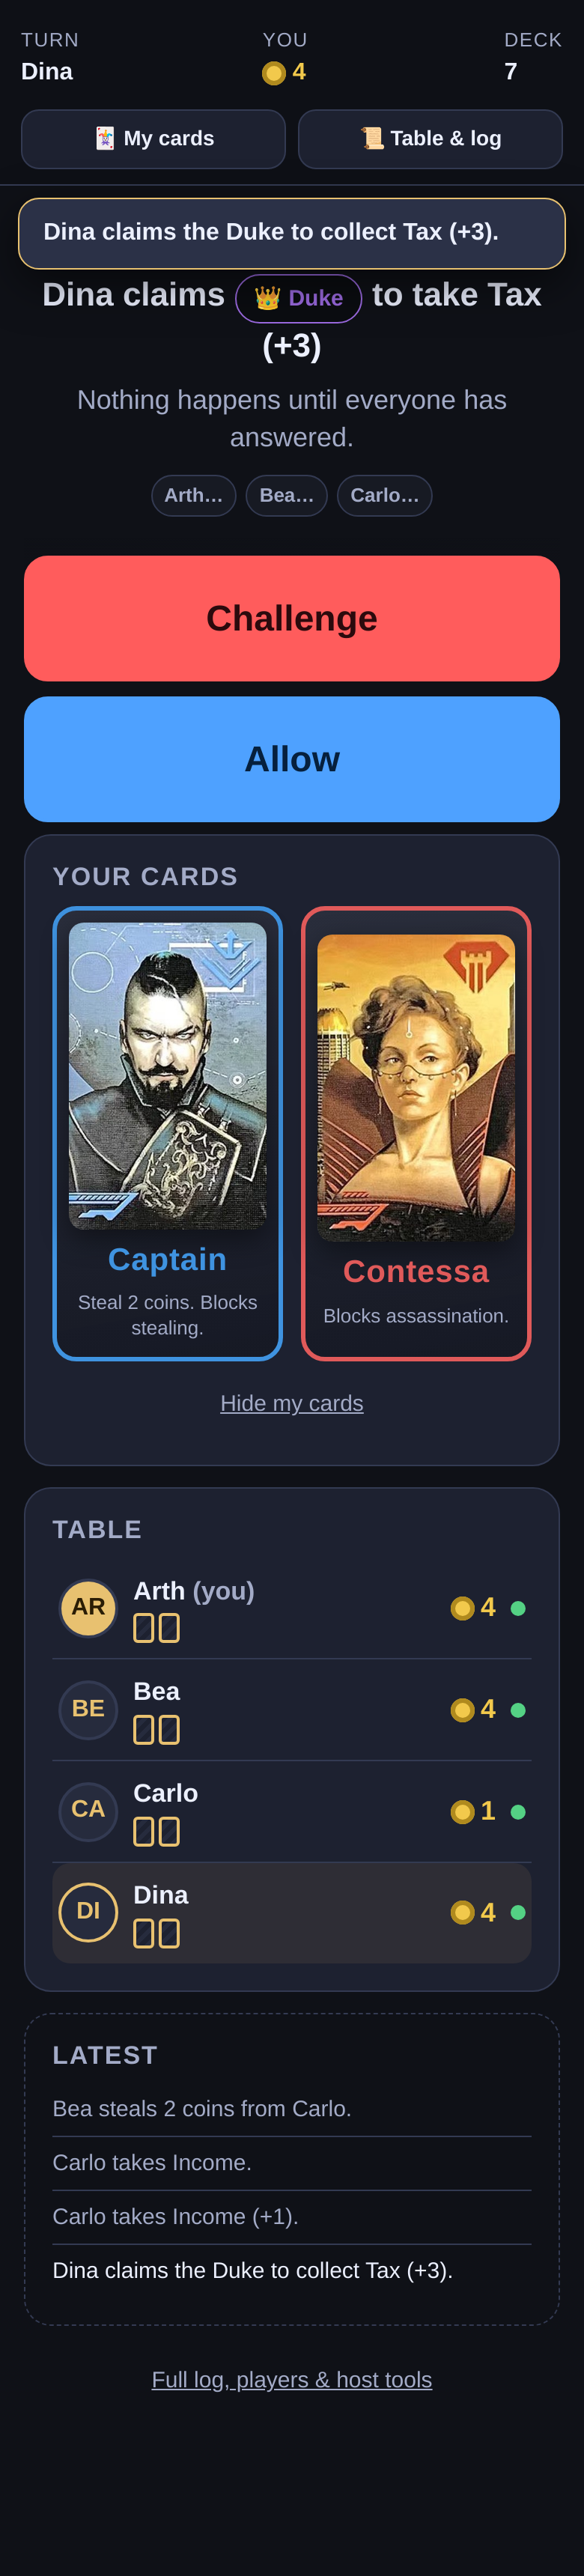 TURN
Dina
YOU
4
DECK
7
🃏 My cards
📜 Table & log
Dina claims the Duke to collect Tax (+3).
Dina claims 👑 Duke to take Tax
(+3)
Nothing happens until everyone has
answered.
Arth…
Bea…
Carlo…
Challenge
Allow
YOUR CARDS
Captain
Steal 2 coins. Blocks
stealing.
Contessa
Blocks assassination.
Hide my cards
TABLE
AR
Arth (you)
4
BE
Bea
4
CA
Carlo
1
DI
Dina
4
LATEST
Bea steals 2 coins from Carlo.
Carlo takes Income.
Carlo takes Income (+1).
Dina claims the Duke to collect Tax (+3).
Full log, players & host tools